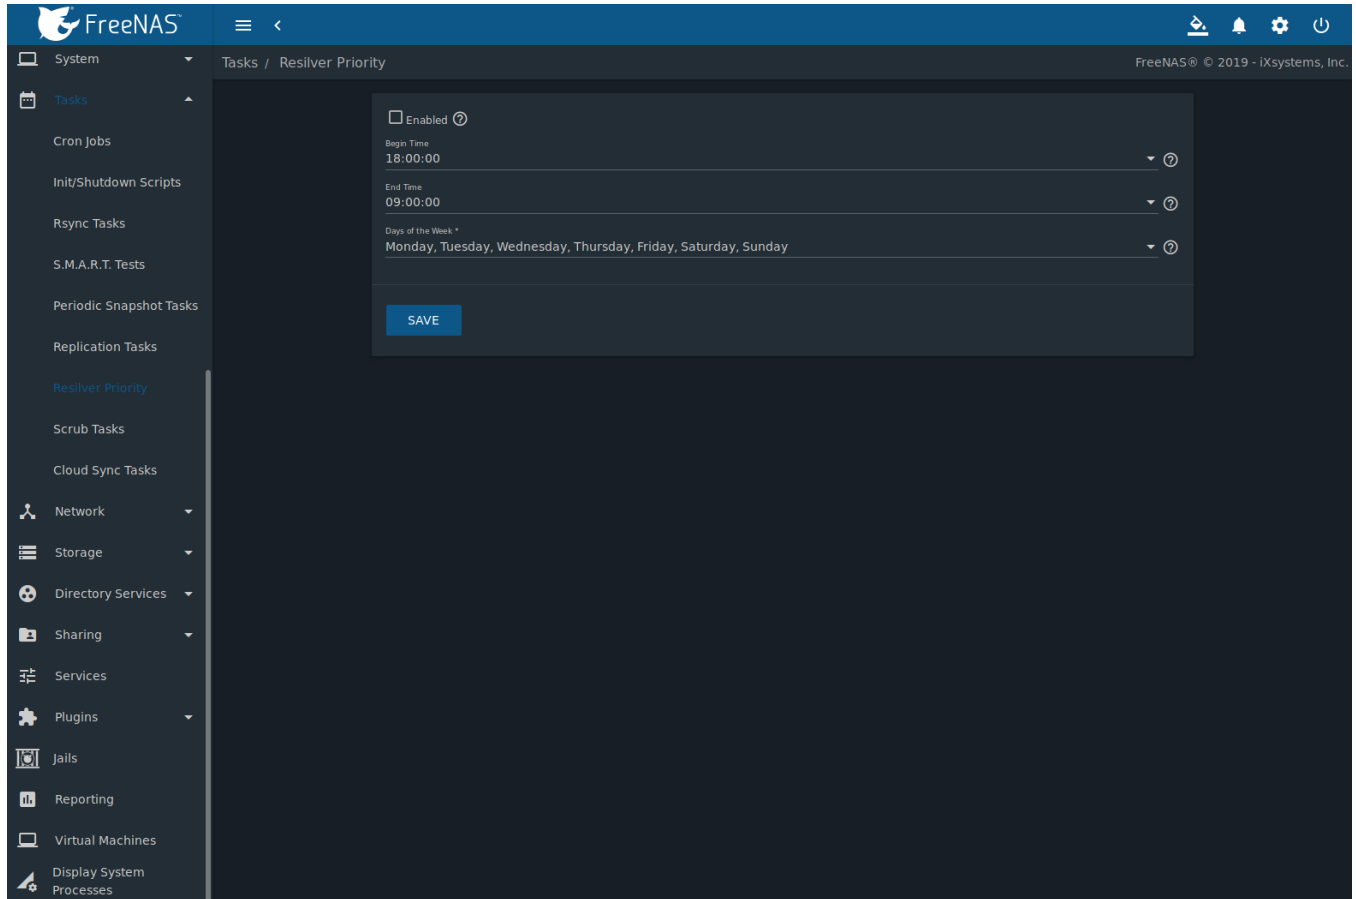 FreeNAS
System
Tasks / Resilver Priority
FreeNAS® © 2019 - iXsystems, Inc.
Tasks
Cron Jobs
Init/Shutdown Scripts
Rsync Tasks
S.M.A.R.T. Tests
Periodic Snapshot Tasks
Replication Tasks
Resilver Priority
Scrub Tasks
Cloud Sync Tasks
Network
Storage
Directory Services
Sharing
Services
Plugins
Jails
Reporting
Virtual Machines
Display System
Processes
Enabled
Begin Time
18:00:00
End Time
09:00:00
Days of the Week *
Monday, Tuesday, Wednesday, Thursday, Friday, Saturday, Sunday
SAVE